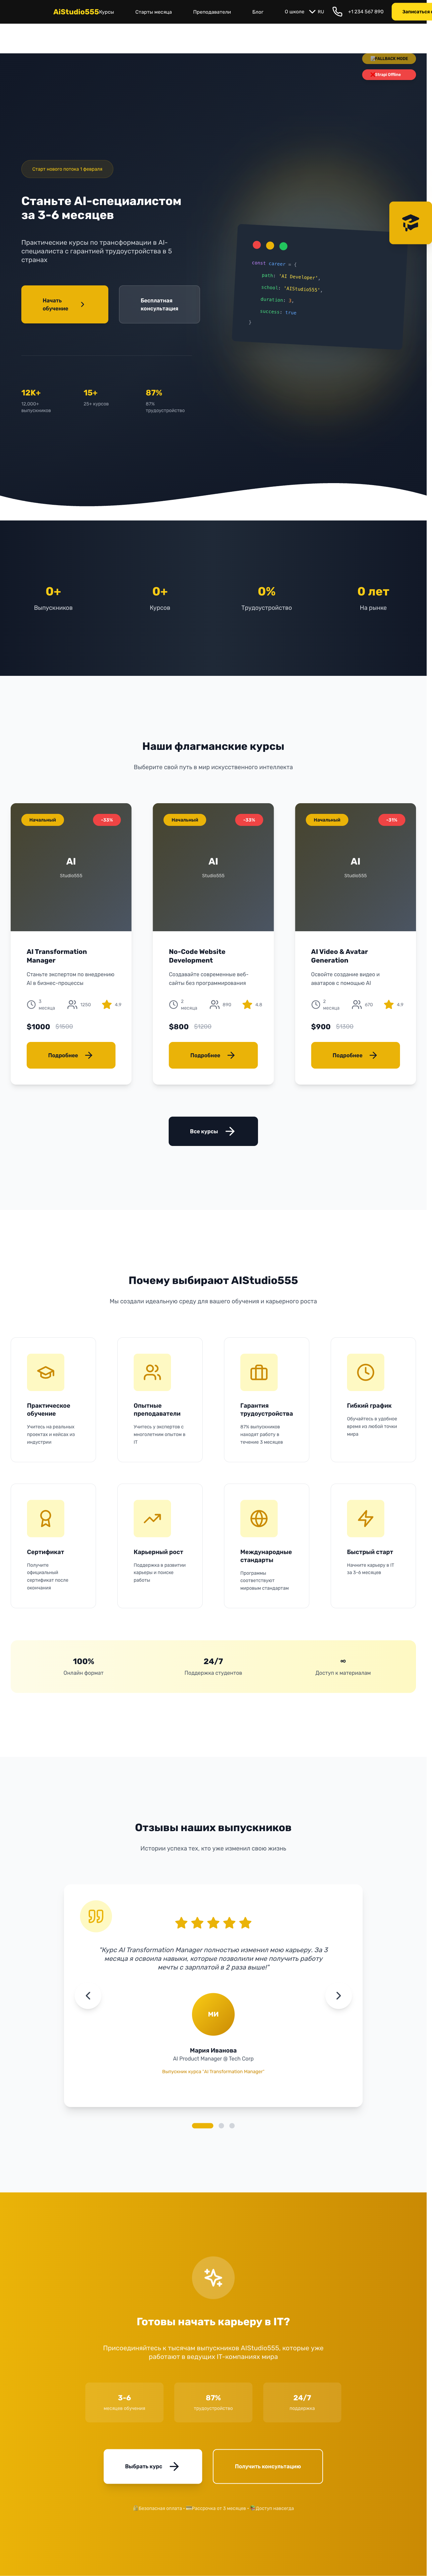 AiStudio555 Курсы Старты месяца Преподаватели Блог О школе RU +1 234 567 890 Записаться
FALLBACK MODE
Strapi Offline
Старт нового потока 1 февраля
Станьте AI-специалистом
за 3-6 месяцев
Практические курсы по трансформации в AI-
специалиста с гарантией трудоустройства в 5
странах
Начать
обучение
Бесплатная
консультация
const career = {
path: 'AI Developer',
school: 'AIStudio555',
duration: 3,
success: true
}
12K+ 15+ 87%
12,000+
выпускников
25+ курсов
87%
трудоустройство
0+ 0+ 0% 0 лет
Выпускников Курсов Трудоустройство На рынке
Наши флагманские курсы
Выберите свой путь в мир искусственного интеллекта
Начальный -33%
AI
Studio555
AI Transformation
Manager
Станьте экспертом по внедрению
AI в бизнес-процессы
3
месяца
1250 4.9
$1000 $1500
Подробнее
Начальный -33%
AI
Studio555
No-Code Website
Development
Создавайте современные веб-
сайты без программирования
2
месяца
890 4.8
$800 $1200
Подробнее
Начальный -31%
AI
Studio555
AI Video & Avatar
Generation
Освойте создание видео и
аватаров с помощью AI
2
месяца
670 4.9
$900 $1300
Подробнее
Все курсы
Почему выбирают AIStudio555
Мы создали идеальную среду для вашего обучения и карьерного роста
Практическое
обучение
Учитесь на реальных
проектах и кейсах из
индустрии
Опытные
преподаватели
Учитесь у экспертов с
многолетним опытом в
IT
Гарантия
трудоустройства
87% выпускников
находят работу в
течение 3 месяцев
Гибкий график
Обучайтесь в удобное
время из любой точки
мира
Сертификат
Получите
официальный
сертификат после
окончания
Карьерный рост
Поддержка в развитии
карьеры и поиске
работы
Международные
стандарты
Программы
соответствуют
мировым стандартам
Быстрый старт
Начните карьеру в IT
за 3-6 месяцев
100% 24/7 ∞
Онлайн формат Поддержка студентов Доступ к материалам
Отзывы наших выпускников
Истории успеха тех, кто уже изменил свою жизнь
"Курс AI Transformation Manager полностью изменил мою карьеру. За 3
месяца я освоила навыки, которые позволили мне получить работу
мечты с зарплатой в 2 раза выше!"
МИ
Мария Иванова
AI Product Manager @ Tech Corp
Выпускник курса "AI Transformation Manager"
Готовы начать карьеру в IT?
Присоединяйтесь к тысячам выпускников AIStudio555, которые уже
работают в ведущих IT-компаниях мира
3-6 87% 24/7
месяцев обучения трудоустройство поддержка
Выбрать курс Получить консультацию
Безопасная оплата Рассрочка от 3 месяцев Доступ навсегда